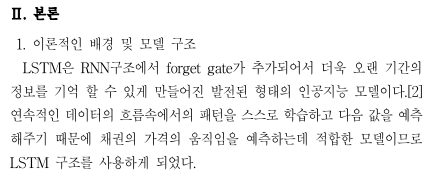 Ⅱ. 본론
1. 이론적인 배경 및 모델 구조
LSTM은 RNN구조에서 forget gate가 추가되어서 더욱 오랜 기간의
정보를 기억 할 수 있게 만들어진 발전된 형태의 인공지능 모델이다.[2]
연속적인 데이터의 흐름속에서의 패턴을 스스로 학습하고 다음 값을 예측
해주기 때문에 채권의 가격의 움직임을 예측하는데 적합한 모델이므로
LSTM 구조를 사용하게 되었다.